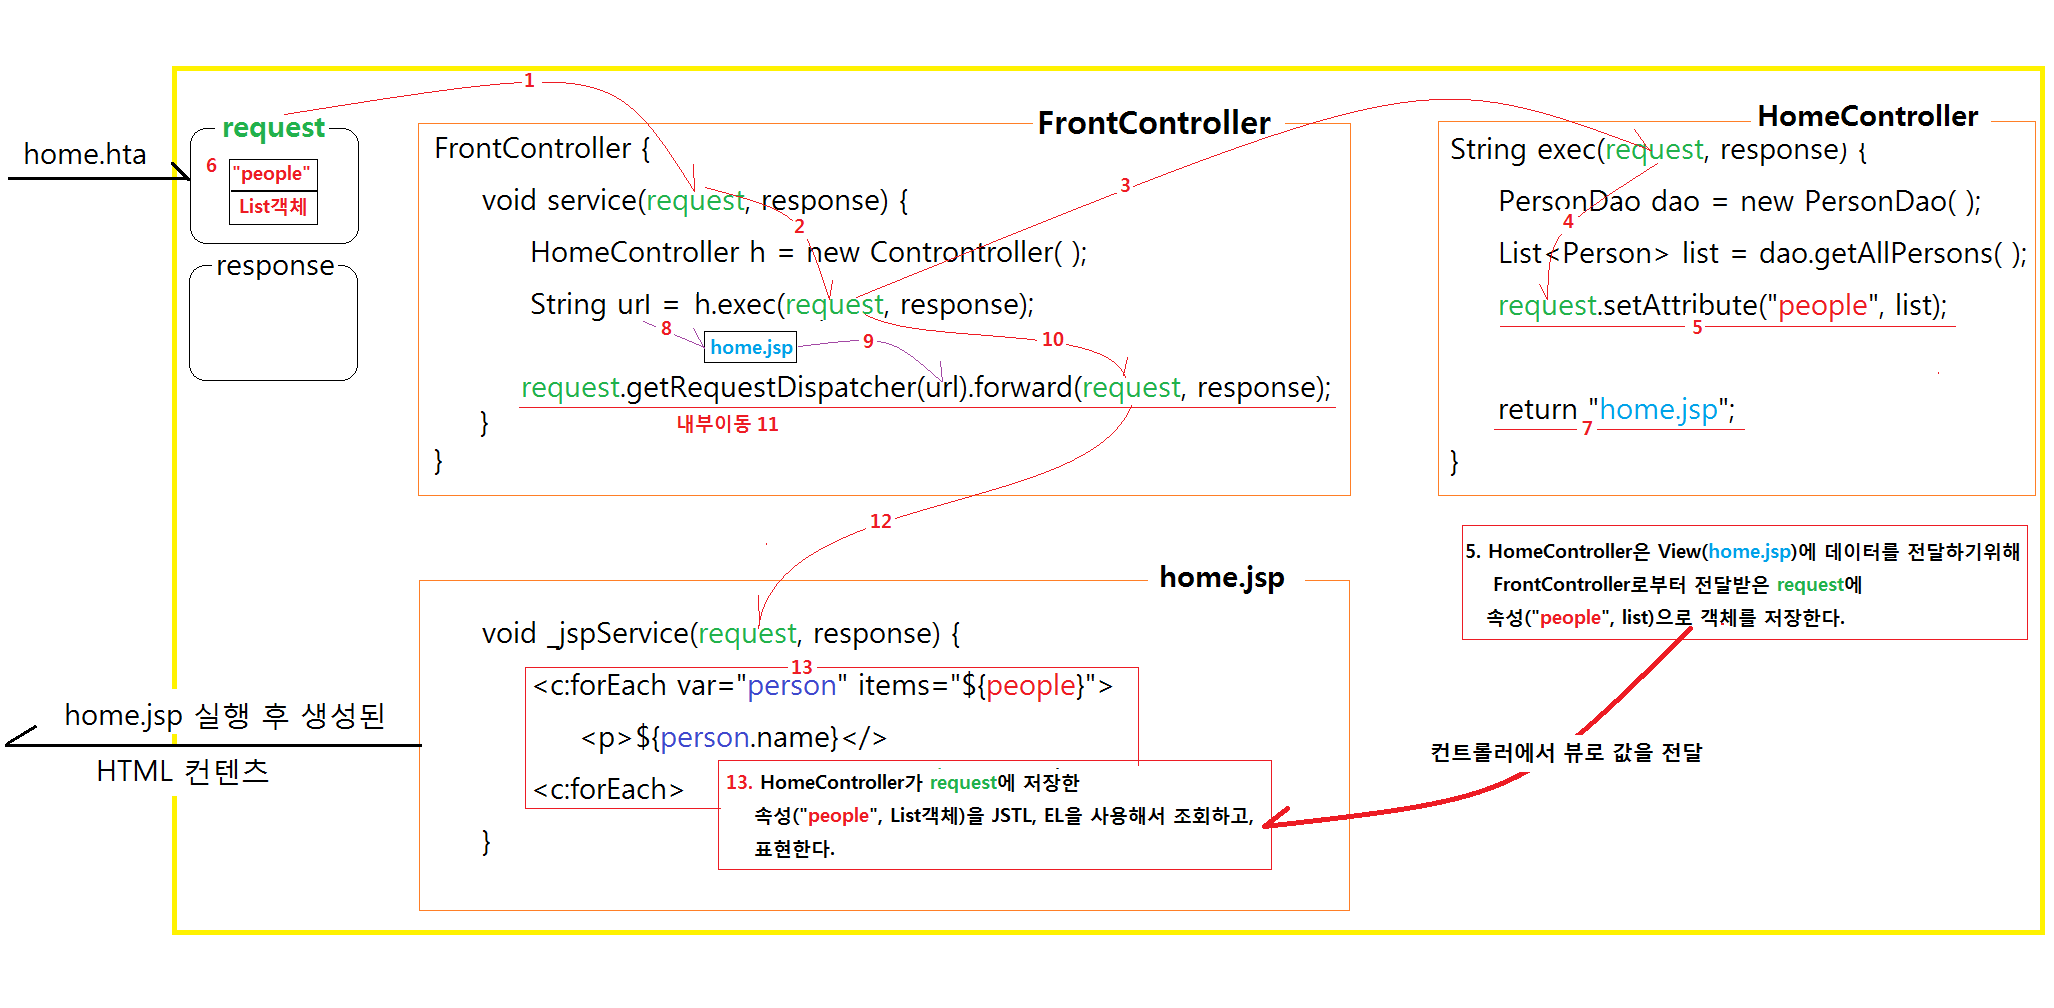 home.hta
request
6
"people"
List객체
response
1
2
3
FrontController
FrontController {
void service(request, response) {
HomeController h = new Controntroller( );
String url = h.exec(request, response);
8
home.jsp
9
10
request.getRequestDispatcher(url).forward(request, response);
내부이동 11
}
}
HomeController
String exec(request, response) {
PersonDao dao = new PersonDao( );
4
List<Person> list = dao.getAllPersons( );
request.setAttribute("people", list);
5
return "home.jsp";
7
}
12
5. HomeController은 View(home.jsp)에 데이터를 전달하기위해
FrontController로부터 전달받은 request에
속성("people", list)으로 객체를 저장한다.
home.jsp
void _jspService(request, response) {
13
<c:forEach var="person" items="${people}">
<p>${person.name}</>
<c:forEach>
13. HomeController가 request에 저장한
속성("people", List객체)을 JSTL, EL을 사용해서 조회하고,
표현한다.
}
컨트롤러에서 뷰로 값을 전달
home.jsp 실행 후 생성된
HTML 컨텐츠